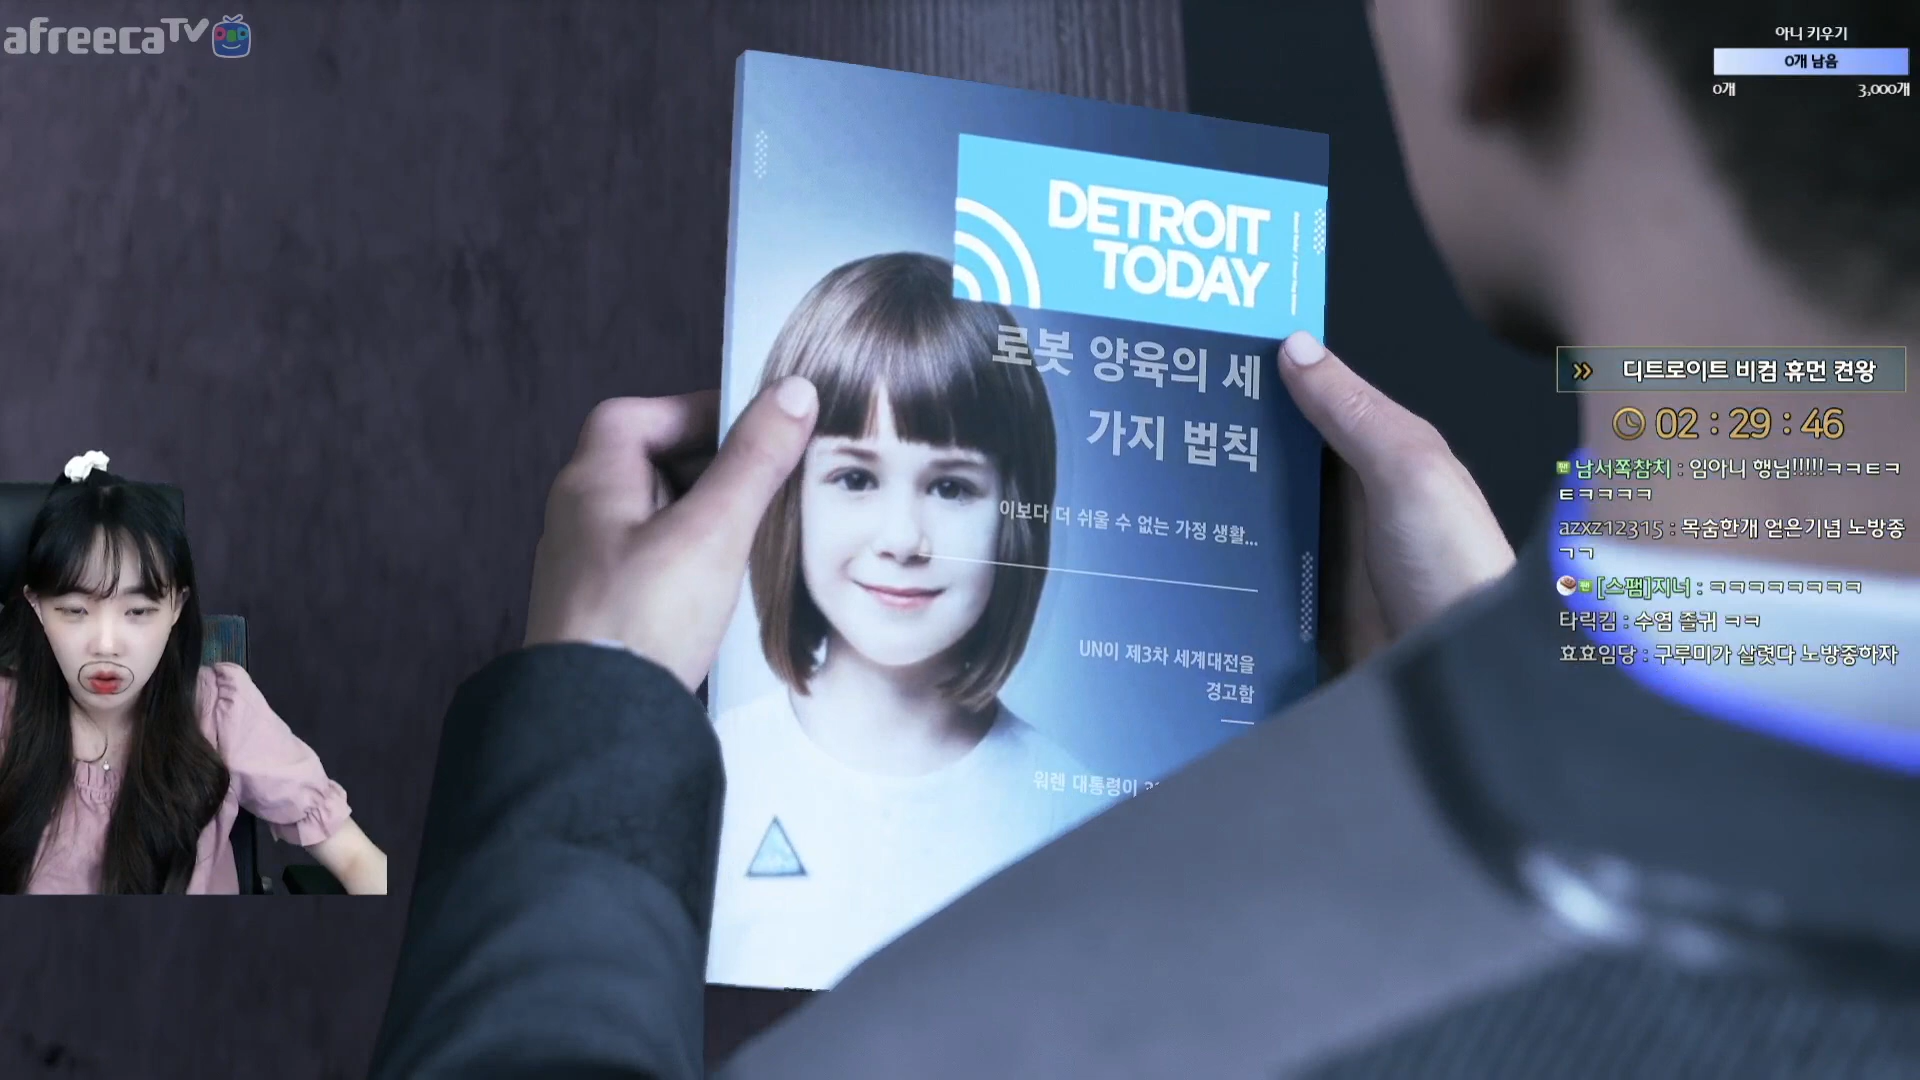 afreecaTV
아니 키우기
0개 남음
0개
3,000개
DETROIT
TODAY
로봇 양육의 세
가지 법칙
이보다 더 쉬울 수 없는 가정 생활...
UN이 제3차 세계대전을
경고함
워렌 대통령이
디트로이트 비컴 휴먼 켠왕
02 : 29 : 46
남서쪽참치 : 임아니 행님!!!!!ㅋㅋㅌㅋ
ㅌㅋㅋㅋㅋ
azxz12315 : 목숨한개 얻은기념 노방종
ㄱㄱ
[스팸]지너 : ㅋㅋㅋㅋㅋㅋㅋㅋ
타릭킴 : 수염 졸귀 ㅋㅋ
효효임당 : 구루미가 살렷다 노방종하자